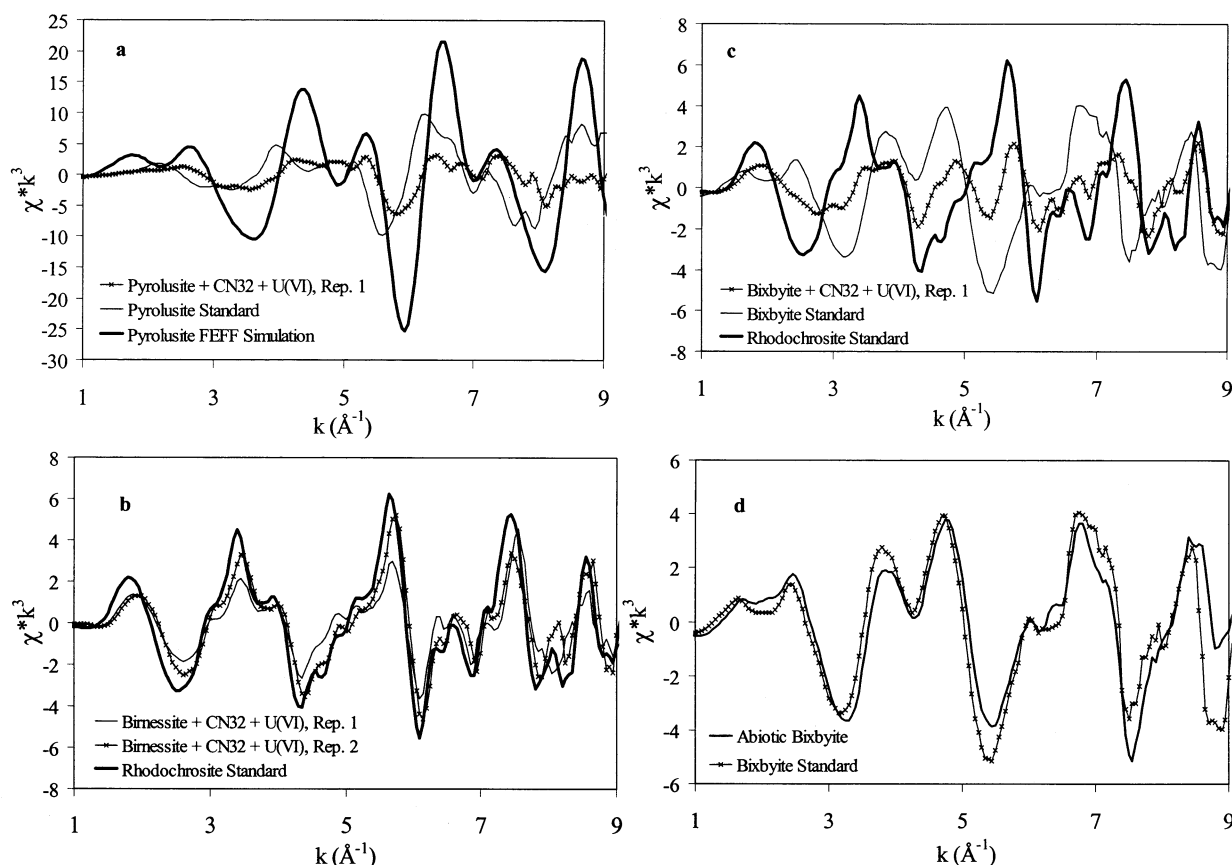 a
χ*k³
25
20
15
10
5
0
-5
-10
-15
-20
-25
-30
Pyrolusite + CN32 + U(VI), Rep. 1
Pyrolusite Standard
Pyrolusite FEFF Simulation
1 3 5 7 9
k (Å⁻¹)
c
χ*k³
8
6
4
2
0
-2
-4
-6
-8
Bixbyite + CN32 + U(VI), Rep. 1
Bixbyite Standard
Rhodochrosite Standard
1 3 5 7 9
k (Å⁻¹)
b
χ*k³
8
6
4
2
0
-2
-4
-6
-8
Birnessite + CN32 + U(VI), Rep. 1
Birnessite + CN32 + U(VI), Rep. 2
Rhodochrosite Standard
1 3 5 7 9
k (Å⁻¹)
d
χ*k³
6
4
2
0
-2
-4
-6
Abiotic Bixbyite
Bixbyite Standard
1 3 5 7 9
k (Å⁻¹)